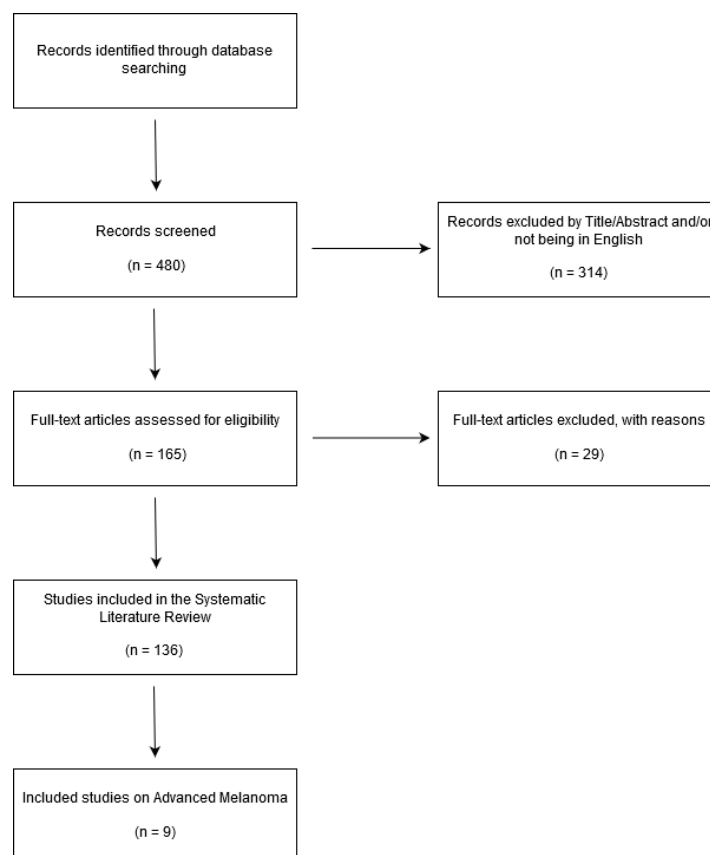 Records identified through database
searching
Records screened
(n = 480)
Records excluded by Title/Abstract and/or
not being in English
(n = 314)
Full-text articles assessed for eligibility
(n = 165)
Full-text articles excluded, with reasons
(n = 29)
Studies included in the Systematic
Literature Review
(n = 136)
Included studies on Advanced Melanoma
(n = 9)